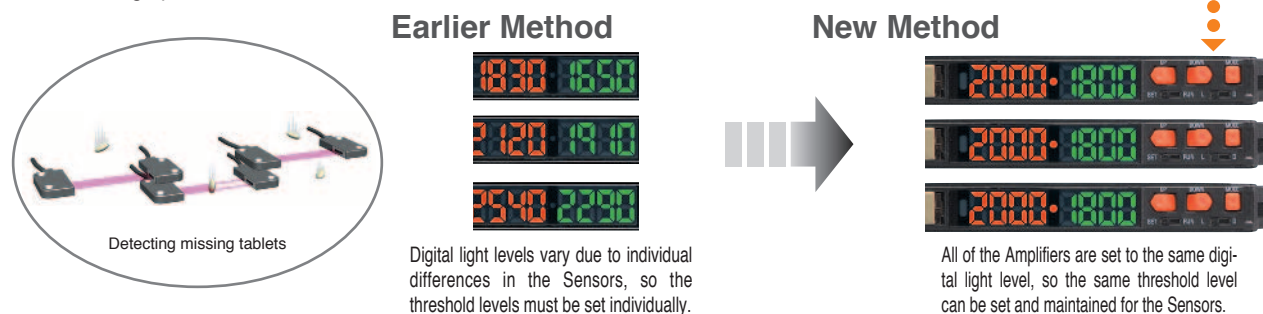 Earlier Method
New Method
1830 1650
2120 1910
2540 2290
2000 1800
2000 1800
2000 1800
Detecting missing tablets
Digital light levels vary due to individual
differences in the Sensors, so the
threshold levels must be set individually.
All of the Amplifiers are set to the same digi-
tal light level, so the same threshold level
can be set and maintained for the Sensors.